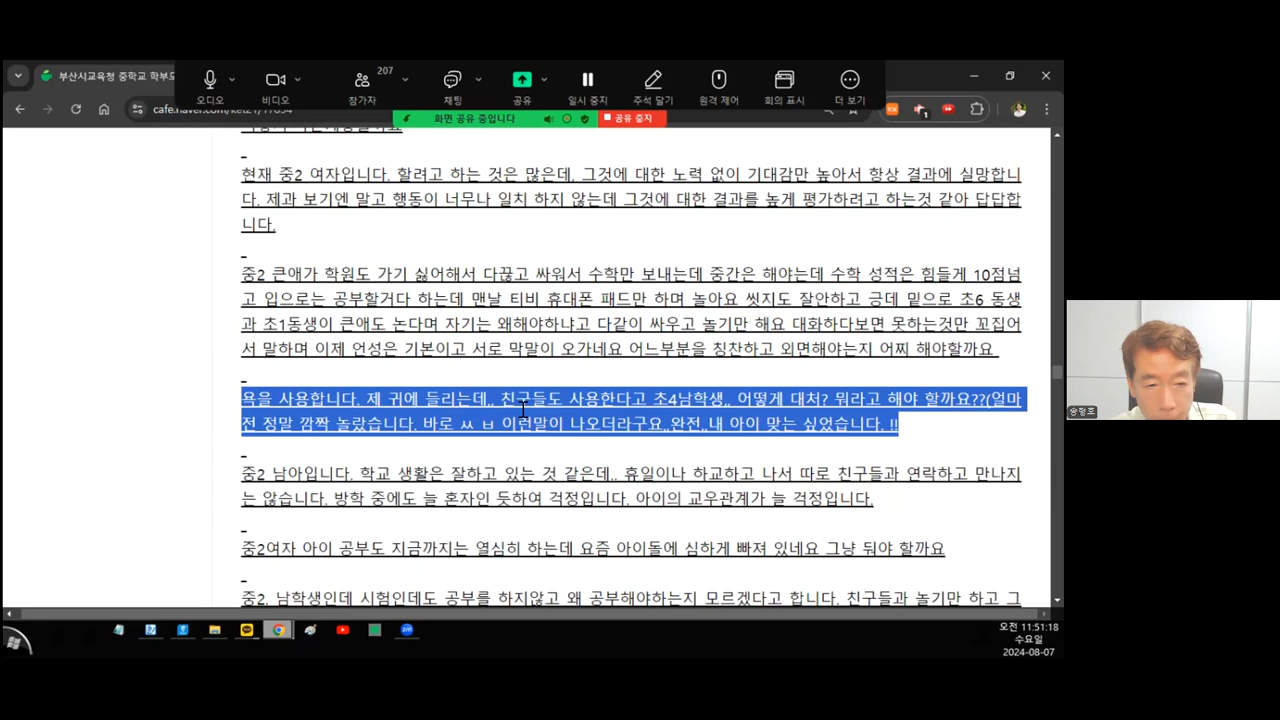 부산시교육청 중학교 학부모
오디오
비디오
207
참가자
채팅
공유
일시 중지
주석 달기
원격 제어
회의 표시
더 보기
화면 공유 중입니다
공유 중지
현재 중2 여자입니다. 할려고 하는 것은 많은데, 그것에 대한 노력 없이 기대감만 높아서 항상 결과에 실망합니
다. 제과 보기엔 말고 행동이 너무나 일치 하지 않는데 그것에 대한 결과를 높게 평가하려고 하는것 같아 답답합
니다.
중2 큰애가 학원도 가기 싫어해서 다끊고 싸워서 수학만 보내는데 중간은 해야는데 수학 성적은 힘들게 10점넘
고 입으로는 공부할거다 하는데 맨날 티비 휴대폰 패드만 하며 놀아요 씻지도 잘안하고 긍데 밑으로 초6 동생
과 초1동생이 큰애도 논다며 자기는 왜해야하냐고 다같이 싸우고 놀기만 해요 대화하다보면 못하는것만 꼬집어
서 말하며 이제 언성은 기본이고 서로 막말이 오가네요 어느부분을 칭찬하고 외면해야는지 어찌 해야할까요
욕을 사용합니다. 제 귀에 들리는데.. 친구들도 사용한다고 초4남학생.. 어떻게 대처? 뭐라고 해야 할까요??(얼마
전 정말 깜짝 놀랐습니다. 바로 ㅆ ㅂ 이런말이 나오더라구요..완전..내 아이 맞는 싶었습니다. !!
중2 남아입니다. 학교 생활은 잘하고 있는 것 같은데.. 휴일이나 하교하고 나서 따로 친구들과 연락하고 만나지
는 않습니다. 방학 중에도 늘 혼자인 듯하여 걱정입니다. 아이의 교우관계가 늘 걱정입니다.
중2여자 아이 공부도 지금까지는 열심히 하는데 요즘 아이돌에 심하게 빠져 있네요 그냥 둬야 할까요
중2. 남학생인데 시험인데도 공부를 하지않고 왜 공부해야하는지 모르겠다고 합니다. 친구들과 놀기만 하고 그
오전 11:51:18
수요일
2024-08-07